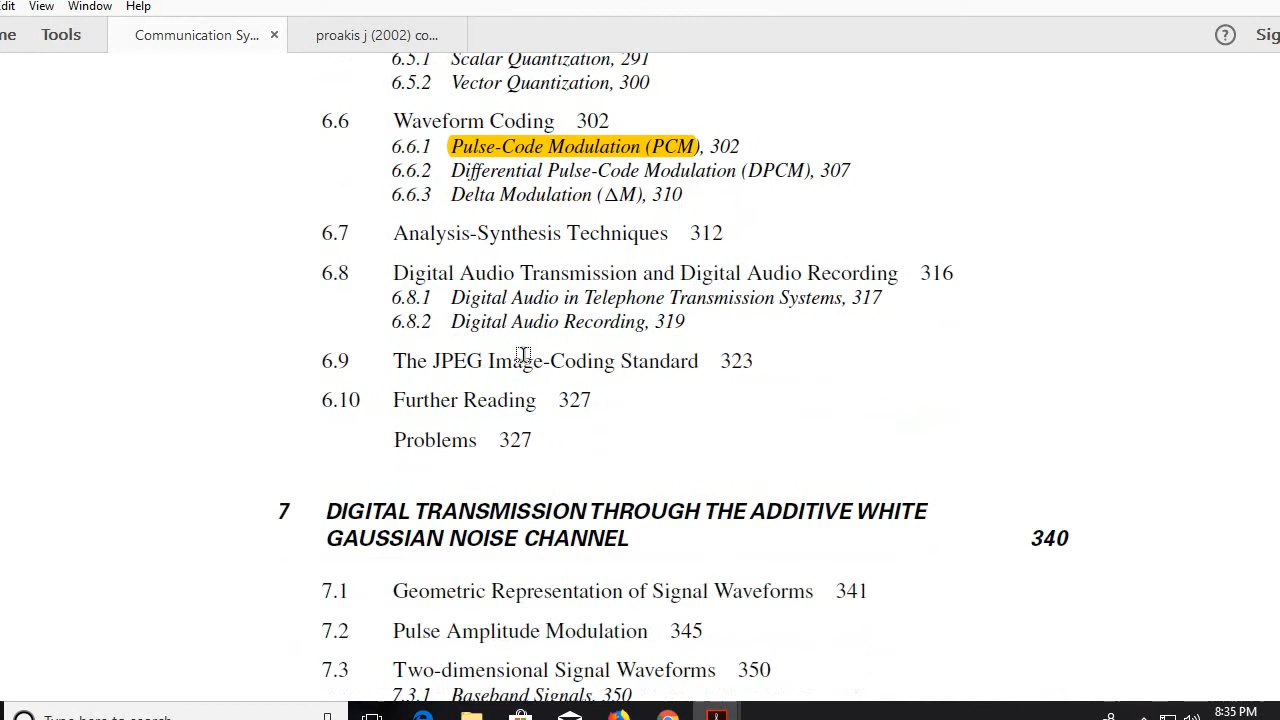 dit View Window Help
me Tools Communication Sy... × proakis j (2002) co... ? Sig
6.5.1 Scalar Quantization, 291
6.5.2 Vector Quantization, 300
6.6 Waveform Coding 302
6.6.1 Pulse-Code Modulation (PCM), 302
6.6.2 Differential Pulse-Code Modulation (DPCM), 307
6.6.3 Delta Modulation (ΔM), 310
6.7 Analysis-Synthesis Techniques 312
6.8 Digital Audio Transmission and Digital Audio Recording 316
6.8.1 Digital Audio in Telephone Transmission Systems, 317
6.8.2 Digital Audio Recording, 319
6.9 The JPEG Image-Coding Standard 323
6.10 Further Reading 327
Problems 327
7 DIGITAL TRANSMISSION THROUGH THE ADDITIVE WHITE
GAUSSIAN NOISE CHANNEL 340
7.1 Geometric Representation of Signal Waveforms 341
7.2 Pulse Amplitude Modulation 345
7.3 Two-dimensional Signal Waveforms 350
7.3.1 Baseband Signals, 350
Type here to search 8:35 PM